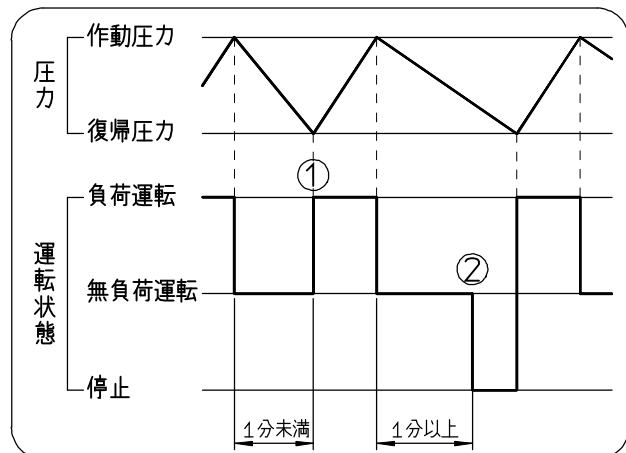 作動圧力
圧力
復帰圧力
①
負荷運転
②
運転状態
無負荷運転
停止
1分未満
1分以上